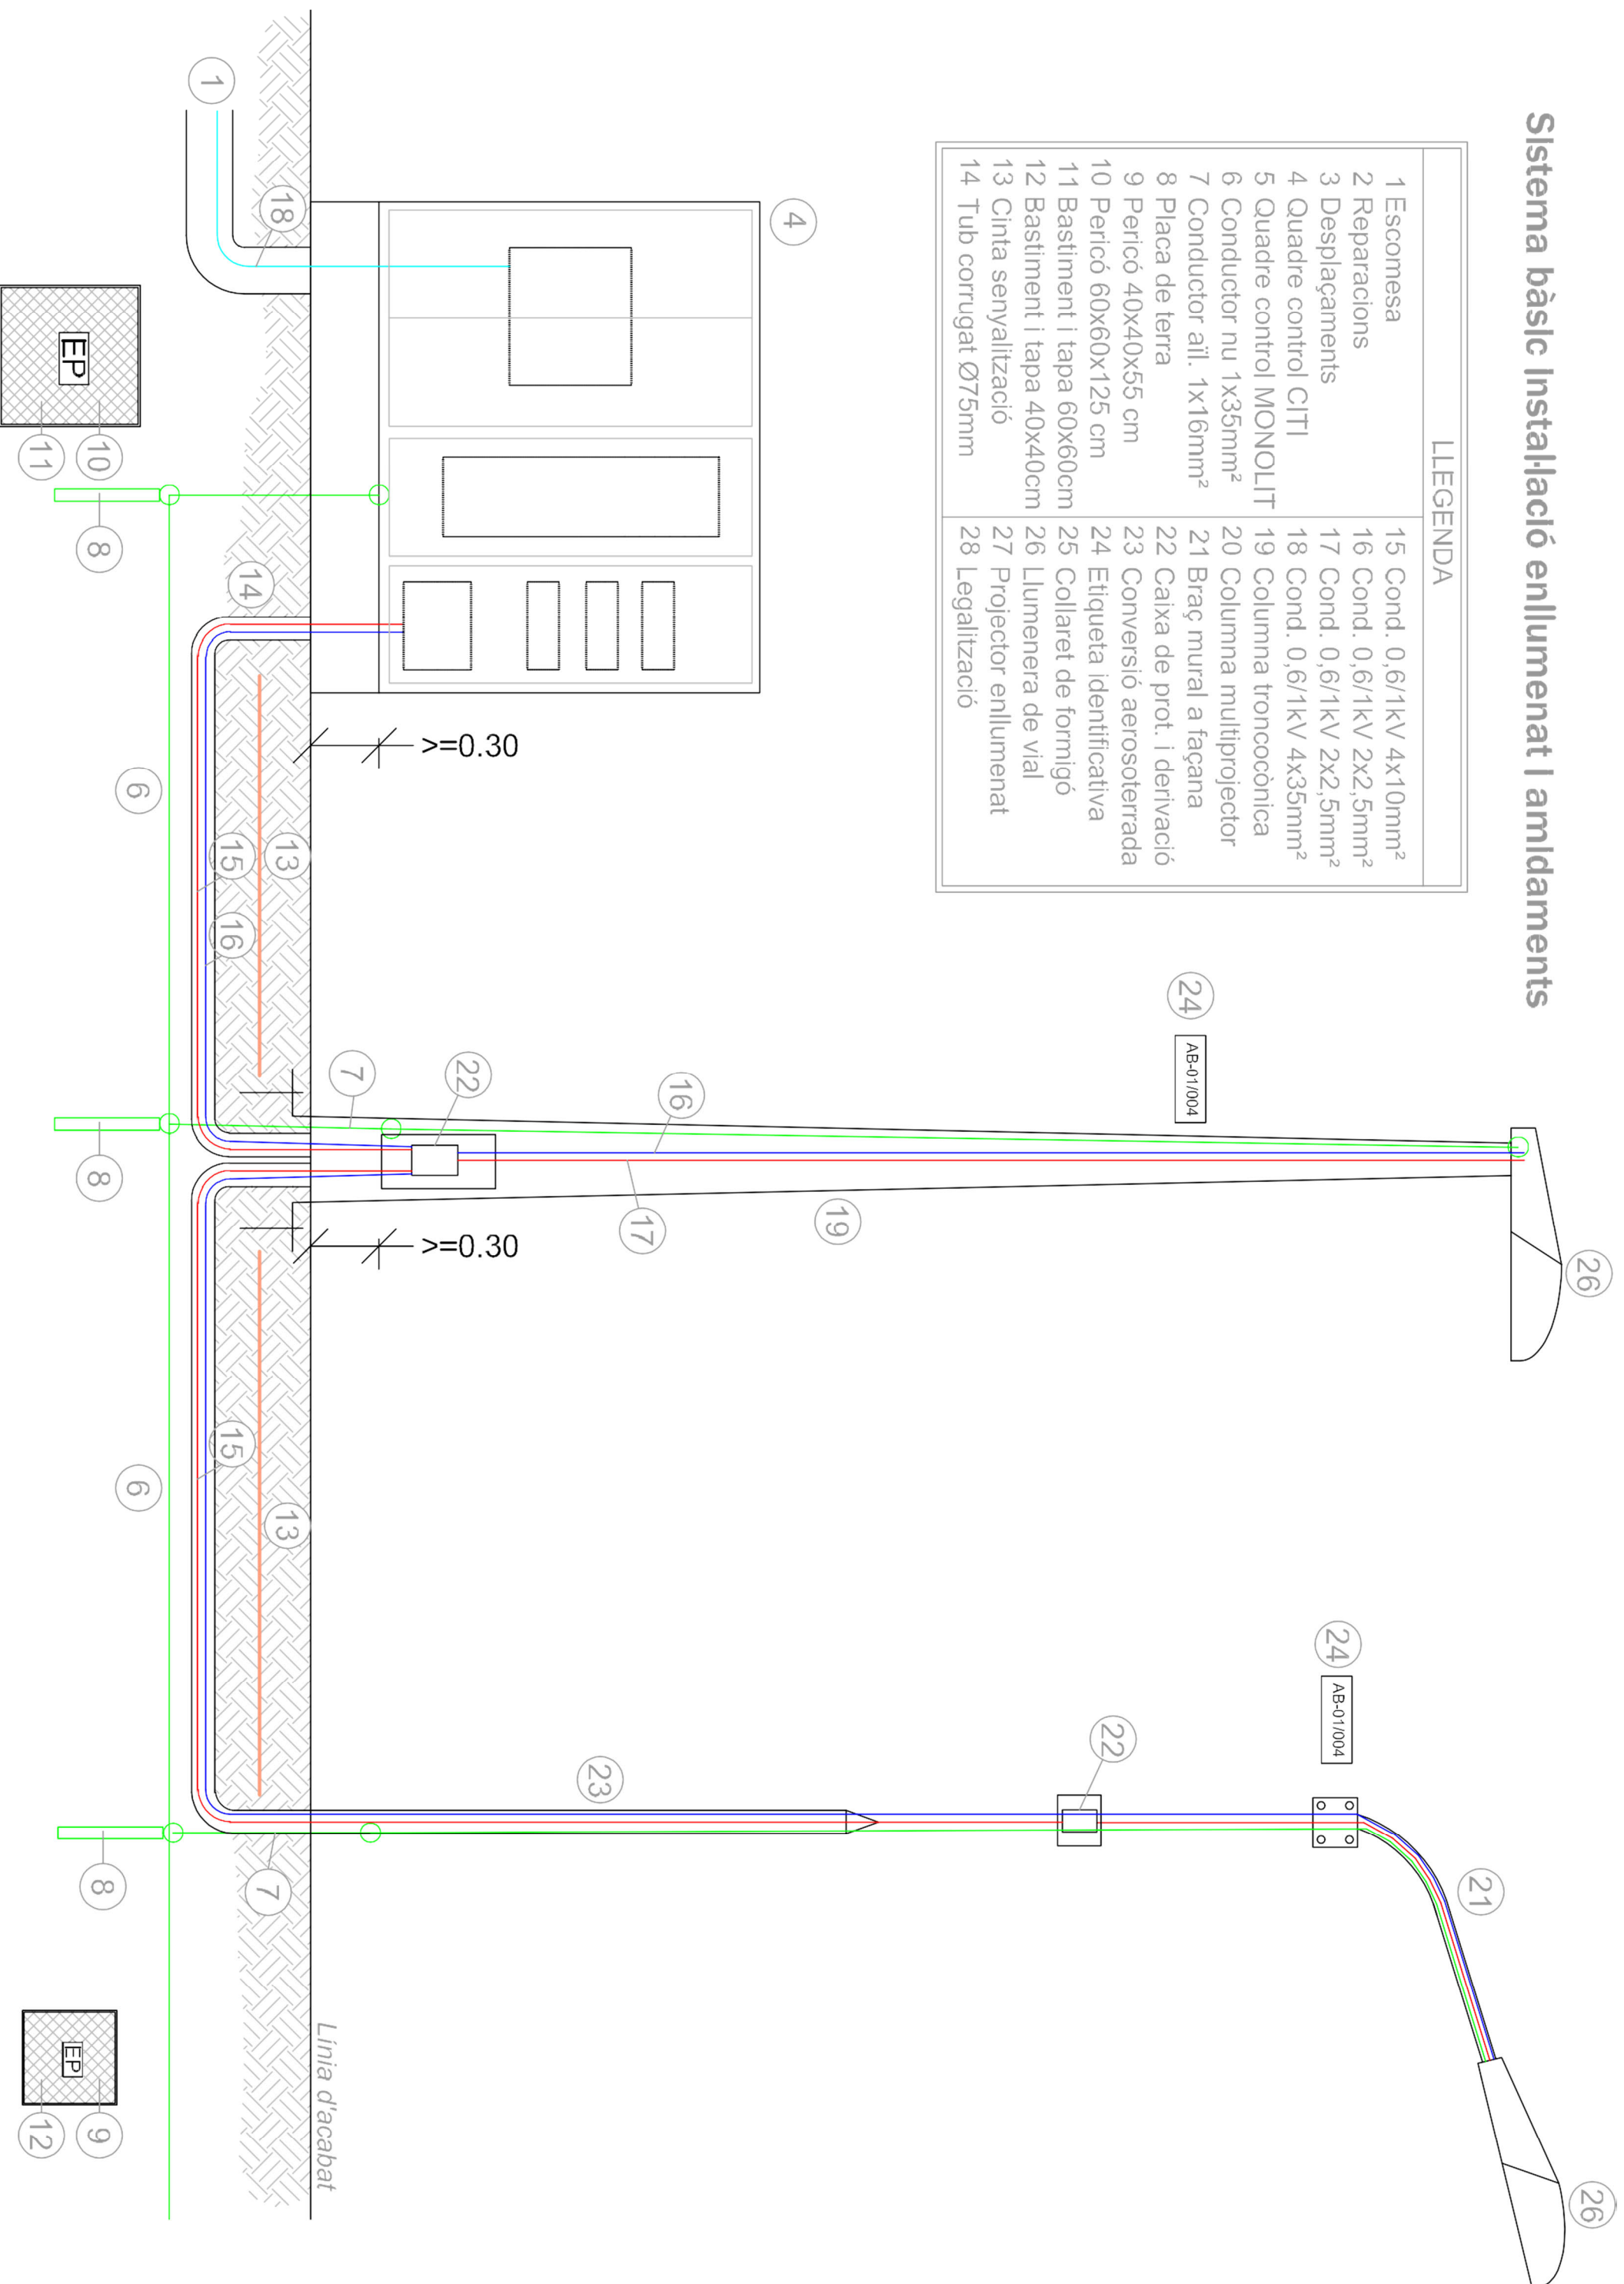 Sistema bàsic instal·lació enllumenat i amidaments
LLEGENDA
1 Escomesa
2 Reparacions
3 Desplaçaments
4 Quadre control CITI
5 Quadre control MONOLIT
6 Conductor nu 1x35mm²
7 Conductor aïl. 1x16mm²
8 Placa de terra
9 Pericó 40x40x55 cm
10 Pericó 60x60x125 cm
11 Bastiment i tapa 60x60cm
12 Bastiment i tapa 40x40cm
13 Cinta senyalització
14 Tub corrugat Ø75mm
15 Cond. 0,6/1kV 4x10mm²
16 Cond. 0,6/1kV 2x2,5mm²
17 Cond. 0,6/1kV 2x2,5mm²
18 Cond. 0,6/1kV 4x35mm²
19 Columna troncocònica
20 Columna multiprojector
21 Braç mural a façana
22 Caixa de prot. i derivació
23 Conversió aerosoterrada
24 Etiqueta identificativa
25 Collaret de formigó
26 Llumenera de vial
27 Projector enllumenat
28 Legalització
26
26
21
24
AB-01/004
24
AB-01/004
22
19
4
16
17
23
>=0.30
22
>=0.30
7
Línia d'acabat
18
13
13
7
14
15
16
15
1
6
6
10
8
8
8
9
EP
EP
11
12